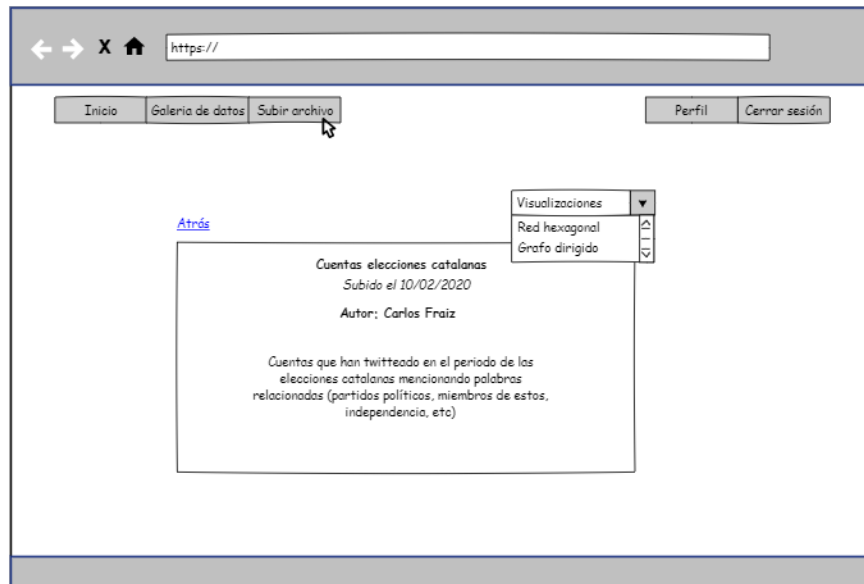 X
https://
Inicio
Galeria de datos
Subir archivo
Perfil
Cerrar sesión
Visualizaciones
Red hexagonal
Grafo dirigido
Atrás
Cuentas elecciones catalanas
Subido el 10/02/2020
Autor: Carlos Fraiz
Cuentas que han twitteado en el periodo de las
elecciones catalanas mencionando palabras
relacionadas (partidos políticos, miembros de estos,
independencia, etc)